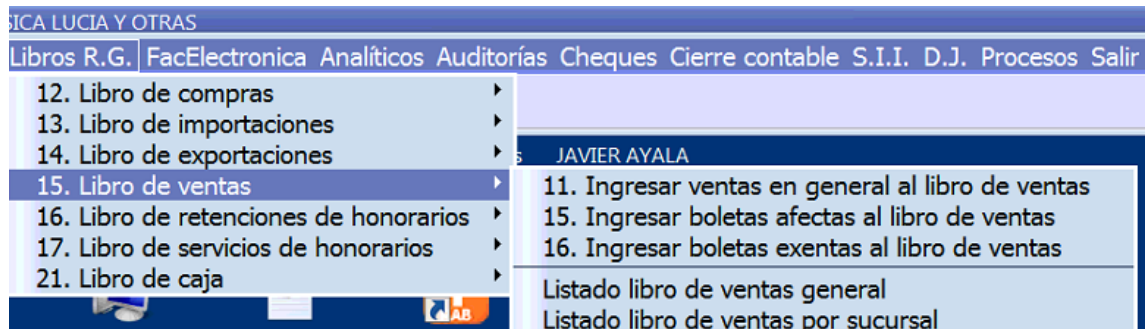 SICA LUCIA Y OTRAS
Libros R.G. FacElectronica Analíticos Auditorías Cheques Cierre contable S.I.I. D.J. Procesos Salir
12. Libro de compras
13. Libro de importaciones
14. Libro de exportaciones
JAVIER AYALA
15. Libro de ventas
16. Libro de retenciones de honorarios
17. Libro de servicios de honorarios
21. Libro de caja
11. Ingresar ventas en general al libro de ventas
15. Ingresar boletas afectas al libro de ventas
16. Ingresar boletas exentas al libro de ventas
Listado libro de ventas general
Listado libro de ventas por sucursal
AB